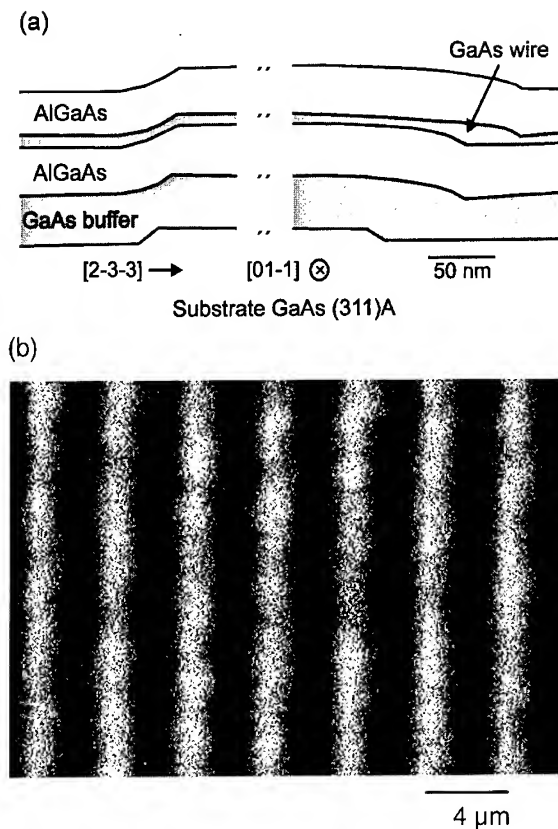 (a)
GaAs wire
AlGaAs
AlGaAs
GaAs buffer
[2-3-3]
[01-1]
50 nm
Substrate GaAs (311)A
(b)
4 µm